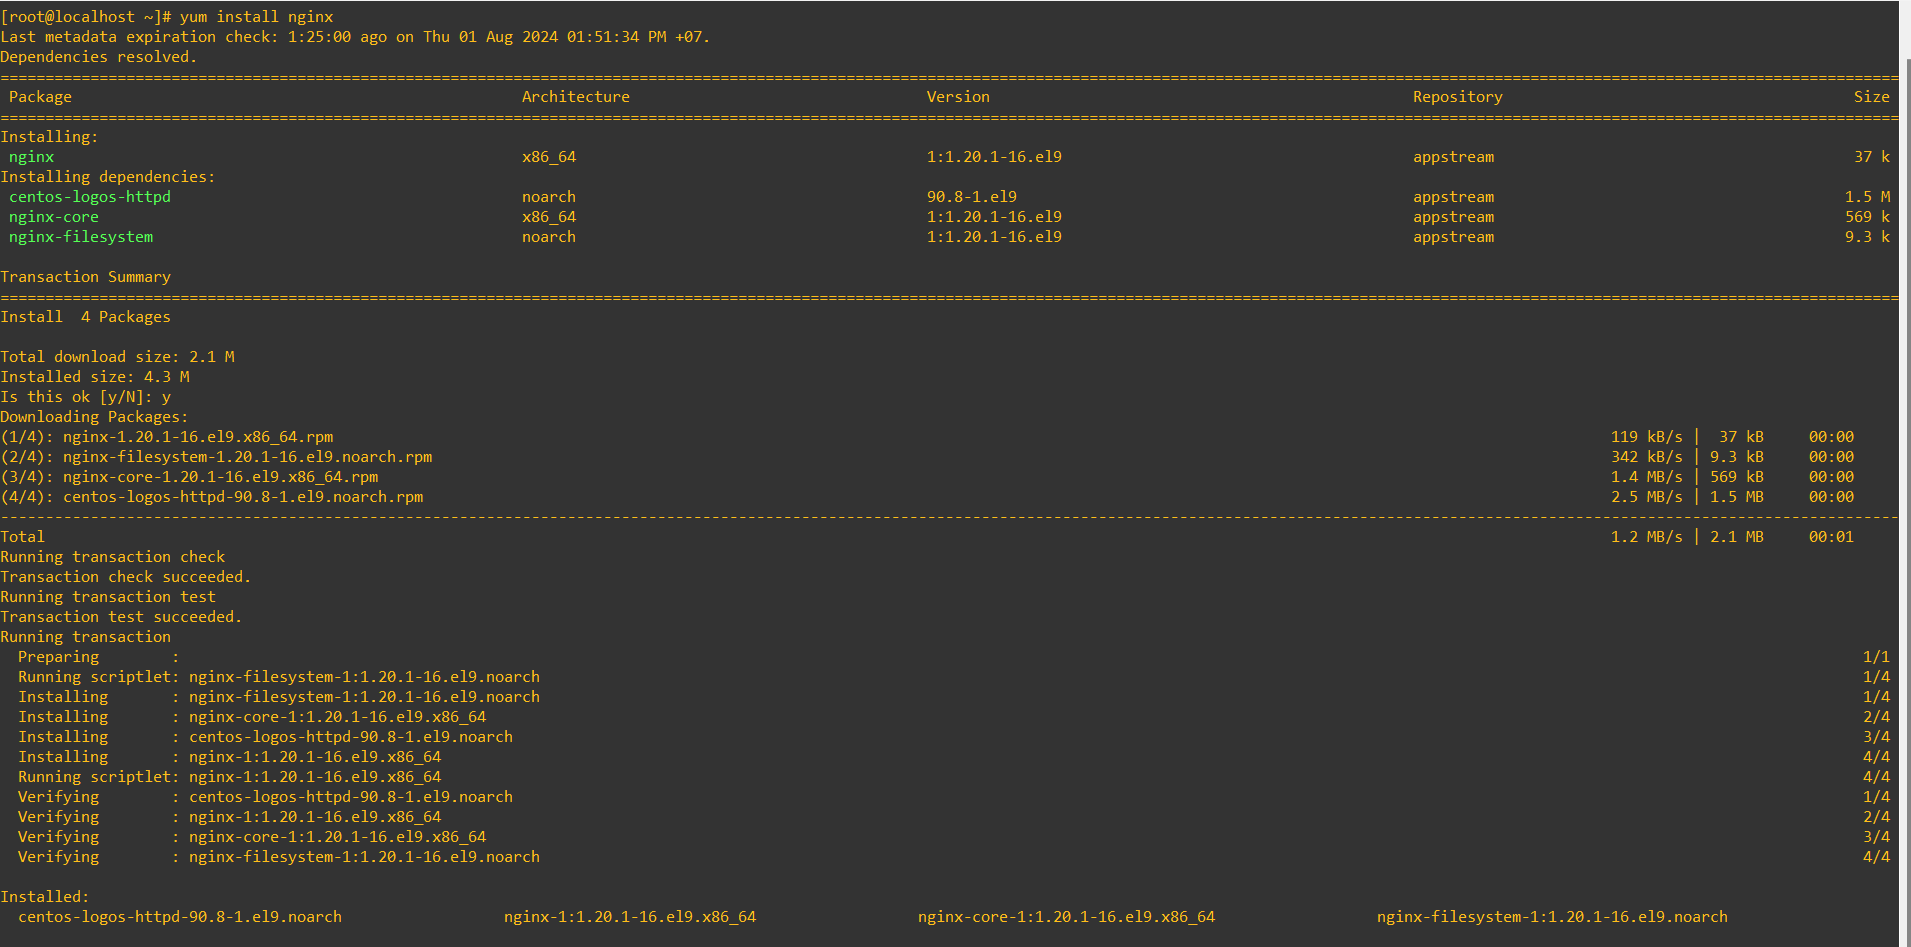 [root@localhost ~]# yum install nginx
Last metadata expiration check: 1:25:00 ago on Thu 01 Aug 2024 01:51:34 PM +07.
Dependencies resolved.
Package Architecture Version Repository Size
Installing:
nginx x86_64 1:1.20.1-16.el9 appstream 37 k
Installing dependencies:
centos-logos-httpd noarch 90.8-1.el9 appstream 1.5 M
nginx-core x86_64 1:1.20.1-16.el9 appstream 569 k
nginx-filesystem noarch 1:1.20.1-16.el9 appstream 9.3 k
Transaction Summary
Install 4 Packages
Total download size: 2.1 M
Installed size: 4.3 M
Is this ok [y/N]: y
Downloading Packages:
(1/4): nginx-1.20.1-16.el9.x86_64.rpm 119 kB/s | 37 kB 00:00
(2/4): nginx-filesystem-1.20.1-16.el9.noarch.rpm 342 kB/s | 9.3 kB 00:00
(3/4): nginx-core-1.20.1-16.el9.x86_64.rpm 1.4 MB/s | 569 kB 00:00
(4/4): centos-logos-httpd-90.8-1.el9.noarch.rpm 2.5 MB/s | 1.5 MB 00:00
Total 1.2 MB/s | 2.1 MB 00:01
Running transaction check
Transaction check succeeded.
Running transaction test
Transaction test succeeded.
Running transaction
Preparing : 1/1
Running scriptlet: nginx-filesystem-1:1.20.1-16.el9.noarch 1/4
Installing : nginx-filesystem-1:1.20.1-16.el9.noarch 1/4
Installing : nginx-core-1:1.20.1-16.el9.x86_64 2/4
Installing : centos-logos-httpd-90.8-1.el9.noarch 3/4
Installing : nginx-1:1.20.1-16.el9.x86_64 4/4
Running scriptlet: nginx-1:1.20.1-16.el9.x86_64 4/4
Verifying : centos-logos-httpd-90.8-1.el9.noarch 1/4
Verifying : nginx-1:1.20.1-16.el9.x86_64 2/4
Verifying : nginx-core-1:1.20.1-16.el9.x86_64 3/4
Verifying : nginx-filesystem-1:1.20.1-16.el9.noarch 4/4
Installed:
centos-logos-httpd-90.8-1.el9.noarch nginx-1:1.20.1-16.el9.x86_64 nginx-core-1:1.20.1-16.el9.x86_64 nginx-filesystem-1:1.20.1-16.el9.noarch